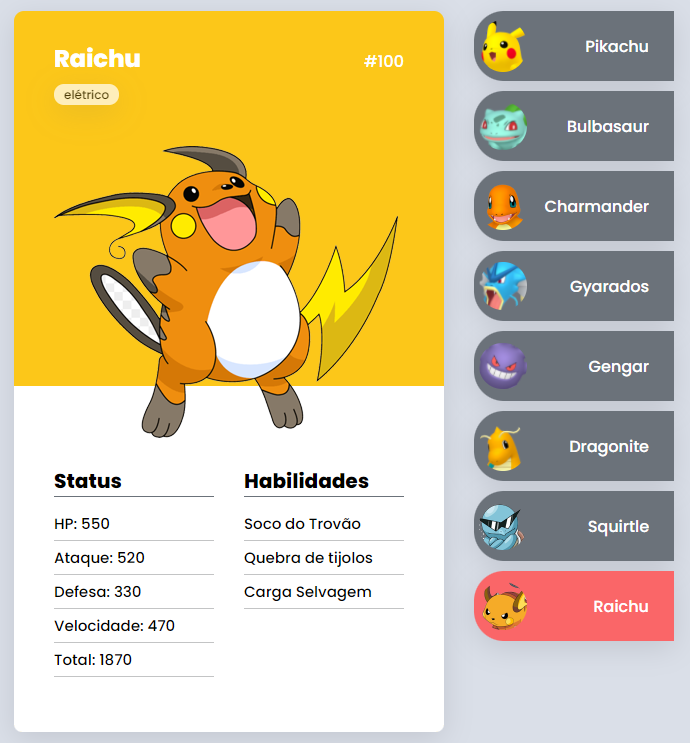 Raichu
#100
elétrico
Status
HP: 550
Ataque: 520
Defesa: 330
Velocidade: 470
Total: 1870
Habilidades
Soco do Trovão
Quebra de tijolos
Carga Selvagem
Pikachu
Bulbasaur
Charmander
Gyarados
Gengar
Dragonite
Squirtle
Raichu